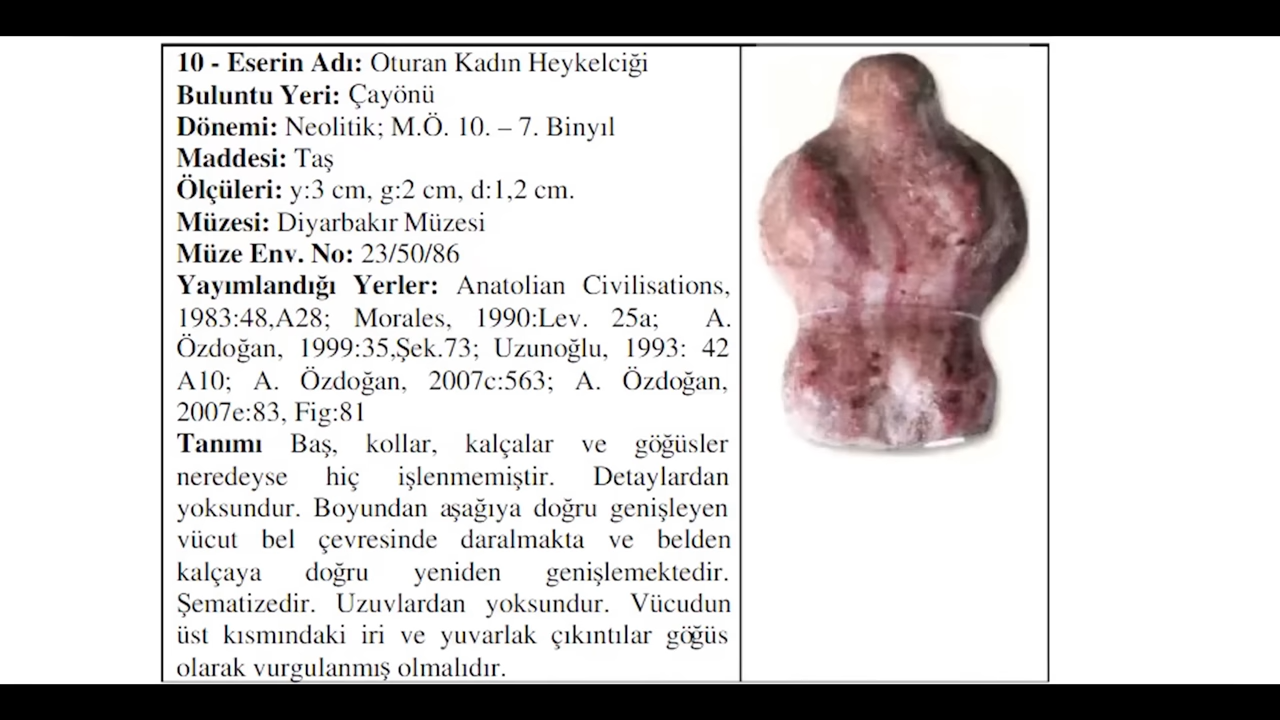 10 - Eserin Adı: Oturan Kadın Heykelciği
Buluntu Yeri: Çayönü
Dönemi: Neolitik; M.Ö. 10. – 7. Binyıl
Maddesi: Taş
Ölçüleri: y:3 cm, g:2 cm, d:1,2 cm.
Müzesi: Diyarbakır Müzesi
Müze Env. No: 23/50/86
Yayımlandığı Yerler: Anatolian Civilisations,
1983:48,A28; Morales, 1990:Lev. 25a; A.
Özdoğan, 1999:35,Şek.73; Uzunoğlu, 1993: 42
A10; A. Özdoğan, 2007c:563; A. Özdoğan,
2007e:83, Fig:81
Tanımı Baş, kollar, kalçalar ve göğüsler
neredeyse hiç işlenmemiştir. Detaylardan
yoksundur. Boyundan aşağıya doğru genişleyen
vücut bel çevresinde daralmakta ve belden
kalçaya doğru yeniden genişlemektedir.
Şematizedir. Uzuvlardan yoksundur. Vücudun
üst kısmındaki iri ve yuvarlak çıkıntılar göğüs
olarak vurgulanmış olmalıdır.